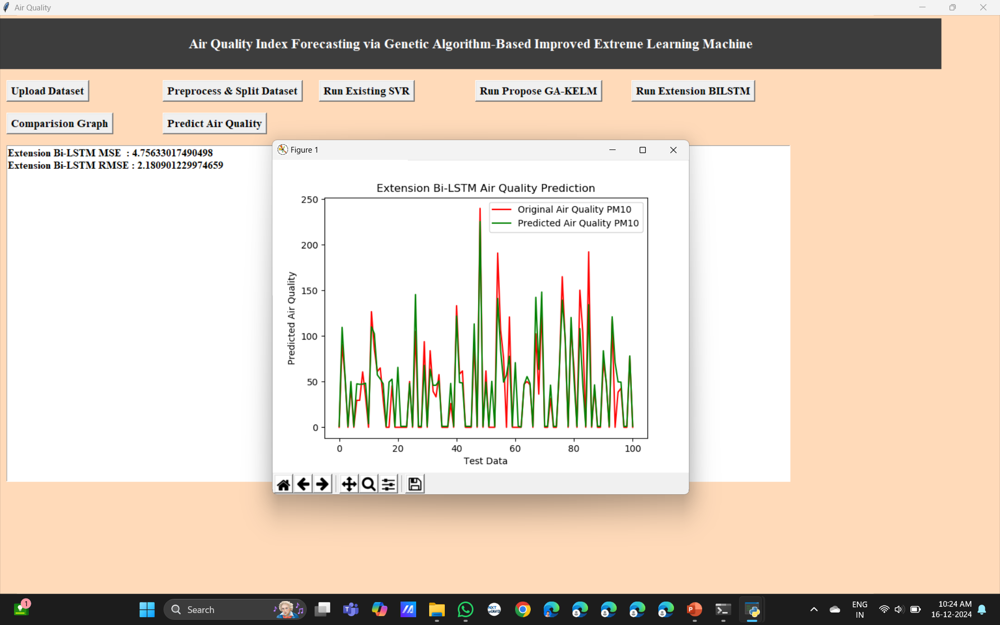 Air Quality
Air Quality Index Forecasting via Genetic Algorithm-Based Improved Extreme Learning Machine
Upload Dataset
Preprocess & Split Dataset
Run Existing SVR
Run Propose GA-KELM
Run Extension BILSTM
Comparision Graph
Predict Air Quality
Extension Bi-LSTM MSE  : 4.75633017490498
Extension Bi-LSTM RMSE : 2.180901229974659
Figure 1
Extension Bi-LSTM Air Quality Prediction
Original Air Quality PM10
Predicted Air Quality PM10
Predicted Air Quality
250
200
150
100
50
0
0 20 40 60 80 100
Test Data
1
Search
NXT
WAVE
P
ENG
IN
10:24 AM
16-12-2024